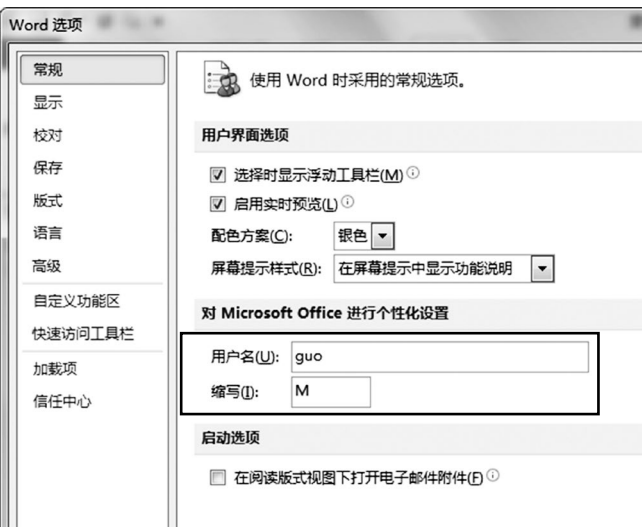 Word 选项
常规
显示
校对
保存
版式
语言
高级
自定义功能区
快速访问工具栏
加载项
信任中心
使用 Word 时采用的常规选项。
用户界面选项
选择时显示浮动工具栏(M)
启用实时预览(L)
配色方案(C): 银色
屏幕提示样式(R): 在屏幕提示中显示功能说明
对 Microsoft Office 进行个性化设置
用户名(U): guo
缩写(I): M
启动选项
在阅读版式视图下打开电子邮件附件(F)